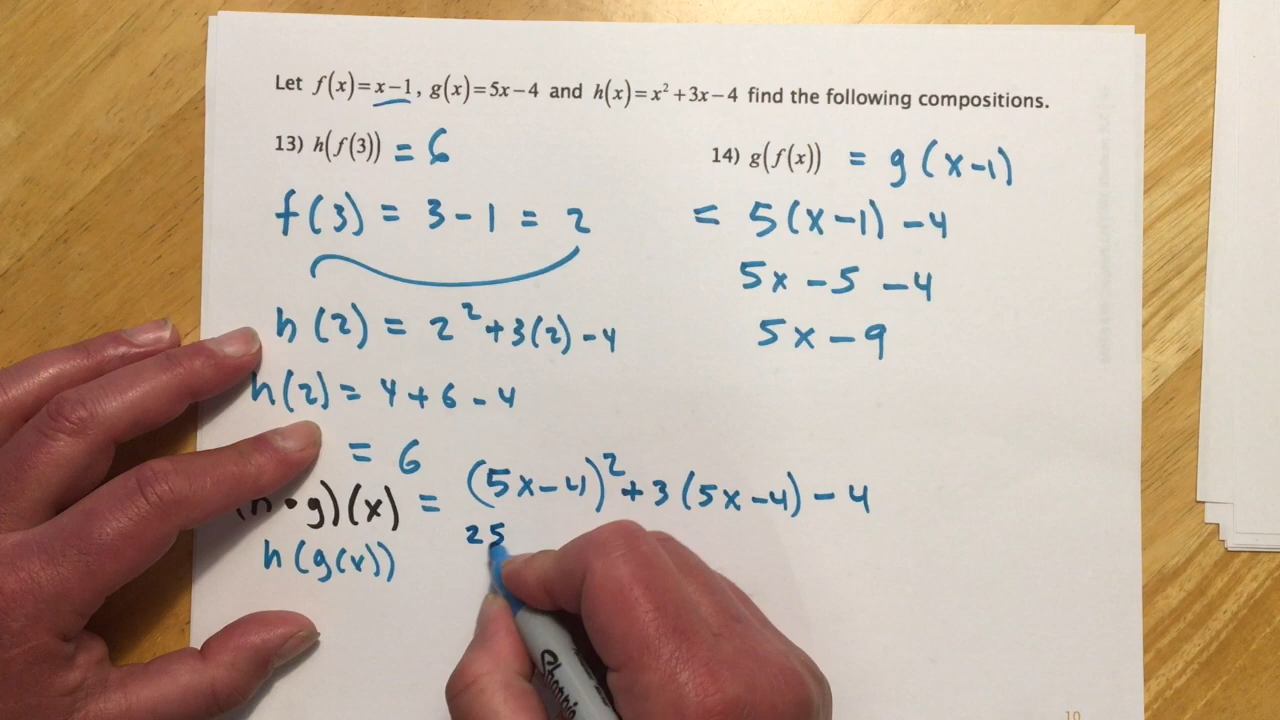 Let f(x)=x−1, g(x)=5x−4 and h(x)=x²+3x−4 find the following compositions.
13) h(f(3)) = 6
f(3) = 3 − 1 = 2
h(2) = 2² + 3(2) − 4
h(2) = 4 + 6 − 4
= 6
14) g(f(x)) = g(x−1)
= 5(x−1) − 4
5x − 5 − 4
5x − 9
(h∘g)(x) = (5x−4)² + 3(5x−4) − 4
h(g(x))
25
Sharpie
10